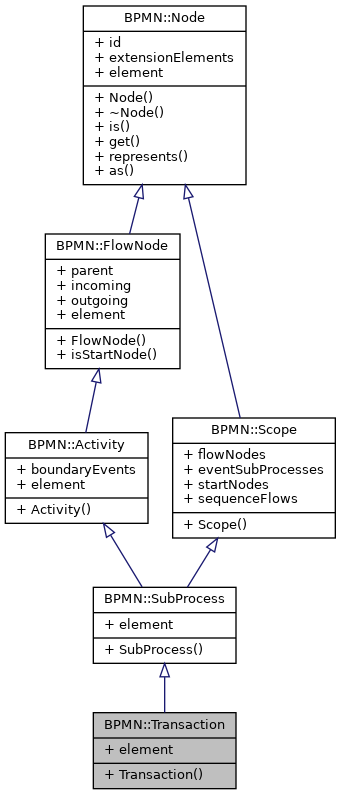 BPMN::Node
+ id
+ extensionElements
+ element
+ Node()
+ ~Node()
+ is()
+ get()
+ represents()
+ as()
BPMN::FlowNode
+ parent
+ incoming
+ outgoing
+ element
+ FlowNode()
+ isStartNode()
BPMN::Activity
+ boundaryEvents
+ element
+ Activity()
BPMN::Scope
+ flowNodes
+ eventSubProcesses
+ startNodes
+ sequenceFlows
+ Scope()
BPMN::SubProcess
+ element
+ SubProcess()
BPMN::Transaction
+ element
+ Transaction()